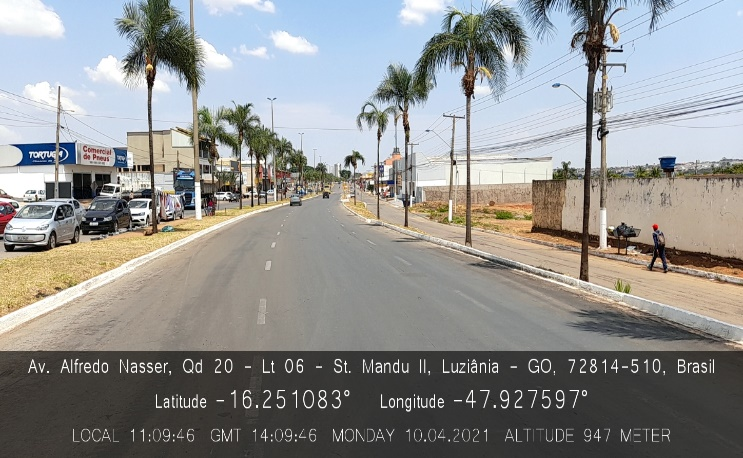 TORTUGA
Comercial
de Pneus
Av. Alfredo Nasser, Qd 20 - Lt 06 - St. Mandu II, Luziânia - GO, 72814-510, Brasil
Latitude -16.251083° Longitude -47.927597°
LOCAL 11:09:46 GMT 14:09:46 MONDAY 10.04.2021 ALTITUDE 947 METER